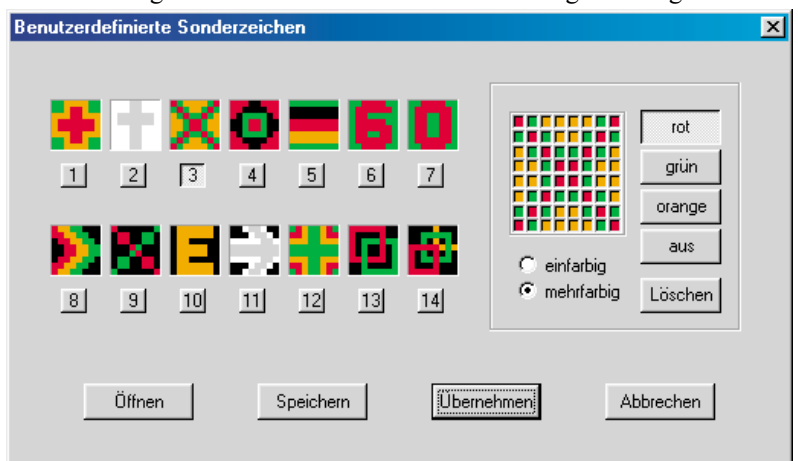 Benutzerdefinierte Sonderzeichen
1 2 3 4 5 6 7
8 9 10 11 12 13 14
rot
grün
orange
aus
einfarbig
mehrfarbig
Löschen
Öffnen Speichern Übernehmen Abbrechen